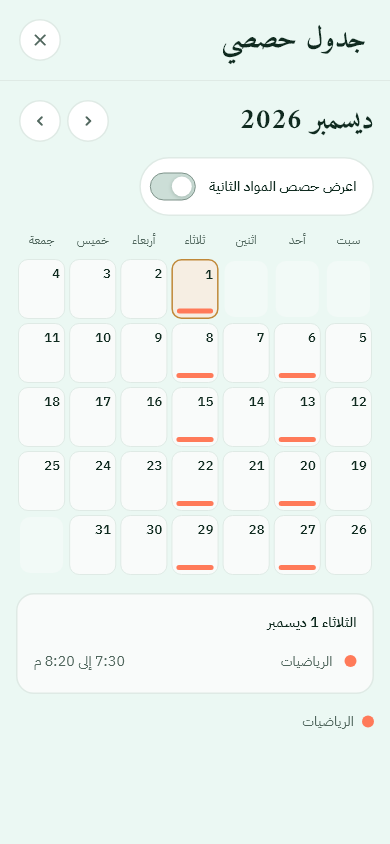 جدول حصصي
ديسمبر 2026
اعرض حصص المواد الثانية
سبت أحد اثنين ثلاثاء أربعاء خميس جمعة
1 2 3 4
5 6 7 8 9 10 11
12 13 14 15 16 17 18
19 20 21 22 23 24 25
26 27 28 29 30 31
الثلاثاء 1 ديسمبر
الرياضيات 7:30 إلى 8:20 م
الرياضيات